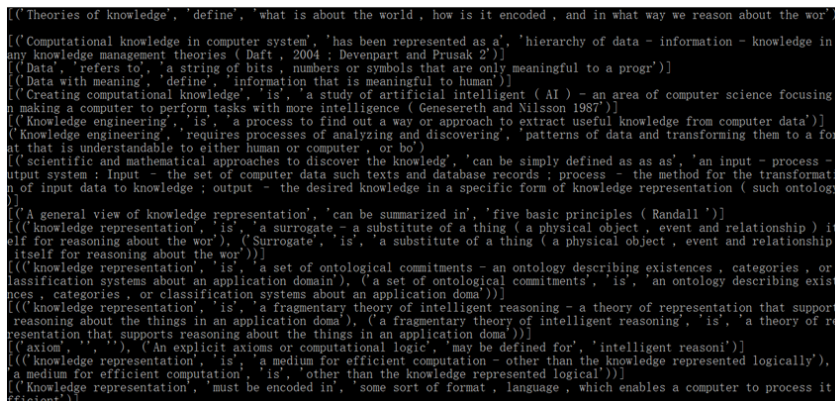 [('Theories of knowledge', 'define', 'what is about the world , how is it encoded , and in what way we reason about the wor'
[('Computational knowledge in computer system', 'has been represented as a', 'hierarchy of data - information - knowledge in
any knowledge management theories ( Daft , 2004 ; Devenpart and Prusak 2')]
[('Data', 'refers to', 'a string of bits , numbers or symbols that are only meaningful to a progr')]
[('Data with meaning', 'define', 'information that is meaningful to human')]
[('Creating computational knowledge', 'is', 'a study of artificial intelligent ( AI ) - an area of computer science focusing
n making a computer to perform tasks with more intelligence ( Genesereth and Nilsson 1987')]
[('Knowledge engineering', 'is', 'a process to find out a way or approach to extract useful knowledge from computer data')]
('Knowledge engineering', 'requires processes of analyzing and discovering', 'patterns of data and transforming them to a fo
at that is understandable to either human or computer , or bo')
[('scientific and mathematical approaches to discover the knowledg', 'can be simply defined as as as', 'an input - process -
utput system : Input - the set of computer data such texts and database records ; process - the method for the transformati
n of input data to knowledge ; output - the desired knowledge in a specific form of knowledge representation ( such ontolog
)]
[('A general view of knowledge representation', 'can be summarized in', 'five basic principles ( Randall ')]
[(('knowledge representation', 'is', 'a surrogate - a substitute of a thing ( a physical object , event and relationship ) it
elf for reasoning about the wor'), ('Surrogate', 'is', 'a substitute of a thing ( a physical object , event and relationship
 itself for reasoning about the wor'))]
[(('knowledge representation', 'is', 'a set of ontological commitments - an ontology describing existences , categories , or
lassification systems about an application domain'), ('a set of ontological commitments', 'is', 'an ontology describing exist
nces , categories , or classification systems about an application doma'))]
[(('knowledge representation', 'is', 'a fragmentary theory of intelligent reasoning - a theory of representation that support
 reasoning about the things in an application doma'), ('a fragmentary theory of intelligent reasoning', 'is', 'a theory of re
esentation that supports reasoning about the things in an application doma'))]
[('axiom', '', ''), ('An explicit axioms or computational logic', 'may be defined for', 'intelligent reasoni')]
[(('knowledge representation', 'is', 'a medium for efficient computation - other than the knowledge represented logically'),
'a medium for efficient computation', 'is', 'other than the knowledge represented logical'))]
[('Knowledge representation', 'must be encoded in', 'some sort of format , language , which enables a computer to process it
fficient')]